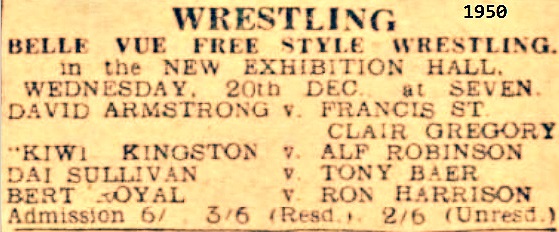 1950
WRESTLING
BELLE VUE FREE STYLE WRESTLING.
in the NEW EXHIBITION HALL.
WEDNESDAY, 20th DEC. at SEVEN.
DAVID ARMSTRONG v. FRANCIS ST.
CLAIR GREGORY
"KIWI KINGSTON v. ALF ROBINSON
DAI SULLIVAN v. TONY BAER
BERT ROYAL v. RON HARRISON
Admission 6/ 3/6 (Resd.). 2/6 (Unresd.)